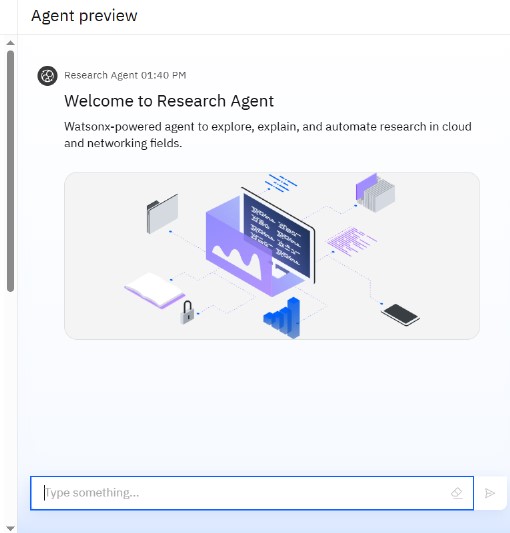 Agent preview
Research Agent 01:40 PM
Welcome to Research Agent
Watsonx-powered agent to explore, explain, and automate research in cloud
and networking fields.
Type something...